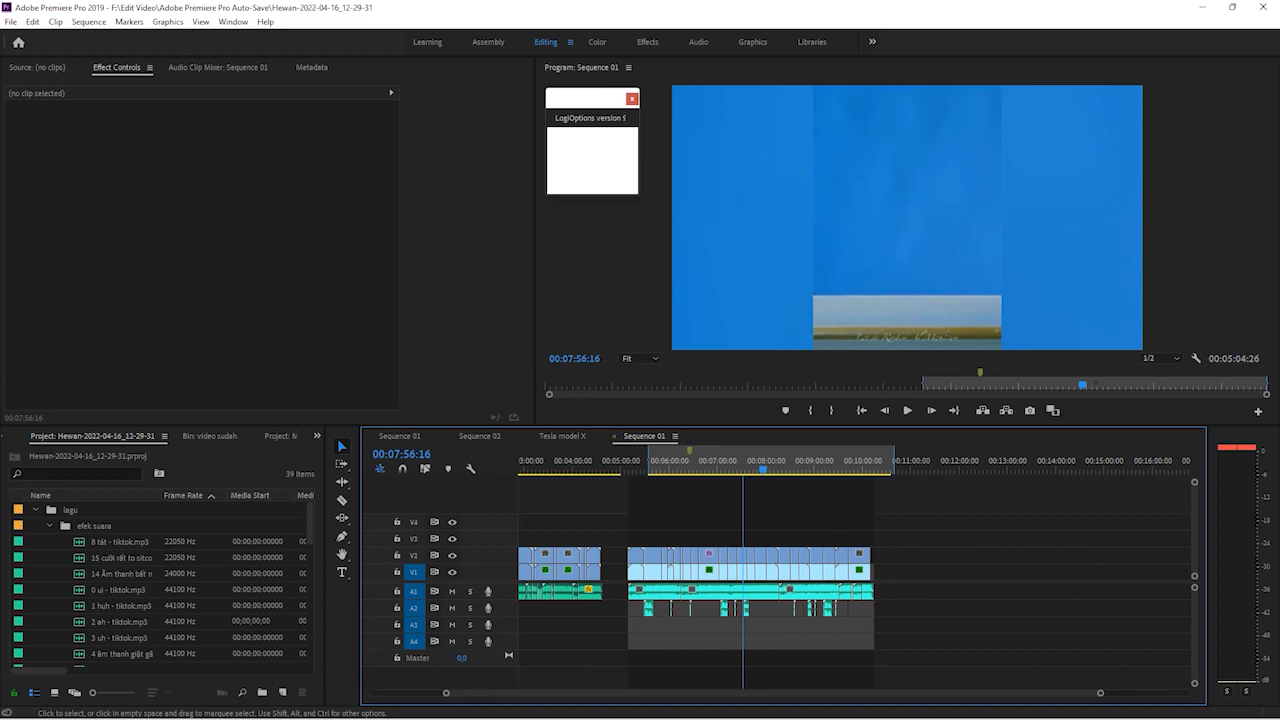 Adobe Premiere Pro 2019 - F:\Edit Video\Adobe Premiere Pro Auto-Save\Hewan-2022-04-16_12-29-31
File Edit Clip Sequence Markers Graphics View Window Help
Learning Assembly Editing Color Effects Audio Graphics Libraries
Source: (no clips) Effect Controls Audio Clip Mixer: Sequence 01 Metadata Program: Sequence 01
(no clip selected)
LogiOptions version 9
00:07:56:16 Fit 1/2 00:05:04:26
00:07:56:16
Project: Hewan-2022-04-16_12-29-31 Bin: video sudah Project: M Sequence 01 Sequence 02 Tesla model X × Sequence 01
Hewan-2022-04-16_12-29-31.prproj
00:07:56:16 3:00:00 00:04:00:00 00:05:00:00 00:06:00:00 00:07:00:00 00:08:00:00 00:09:00:00 00:10:00:00 00:11:00:00 00:12:00:00 00:13:00:00 00:14:00:00 00:15:00:00 00:16:00:00 00
39 Items
Name Frame Rate Media Start Medi
lagu
efek suara
8 tát - tiktok.mp3 22050 Hz 00:00:00:00000 00:
15 cuời rất to sitco 22050 Hz 00:00:00:00000 00:
14 Âm thanh bất n 24000 Hz 00:00:00:00000 00:
0 ui - tiktok.mp3 44100 Hz 00:00:00:00000 00:
1 huh - tiktok.mp3 44100 Hz 00:00:00:00000 00:
2 ah - tiktok.mp3 44100 Hz 00;00;00;00 00:
3 uh - tiktok.mp3 44100 Hz 00:00:00:00000 00:
4 âm thanh giật gâ 44100 Hz 00:00:00:00000 00:
V4
V3
V2
V1
A1 M S
A2 M S
A3 M S
A4 M S
Master 0,0
0
-6
-12
-18
-24
-30
-36
-42
-48
-54
dB
S S
Click to select, or click in empty space and drag to marquee select. Use Shift, Alt, and Ctrl for other options.